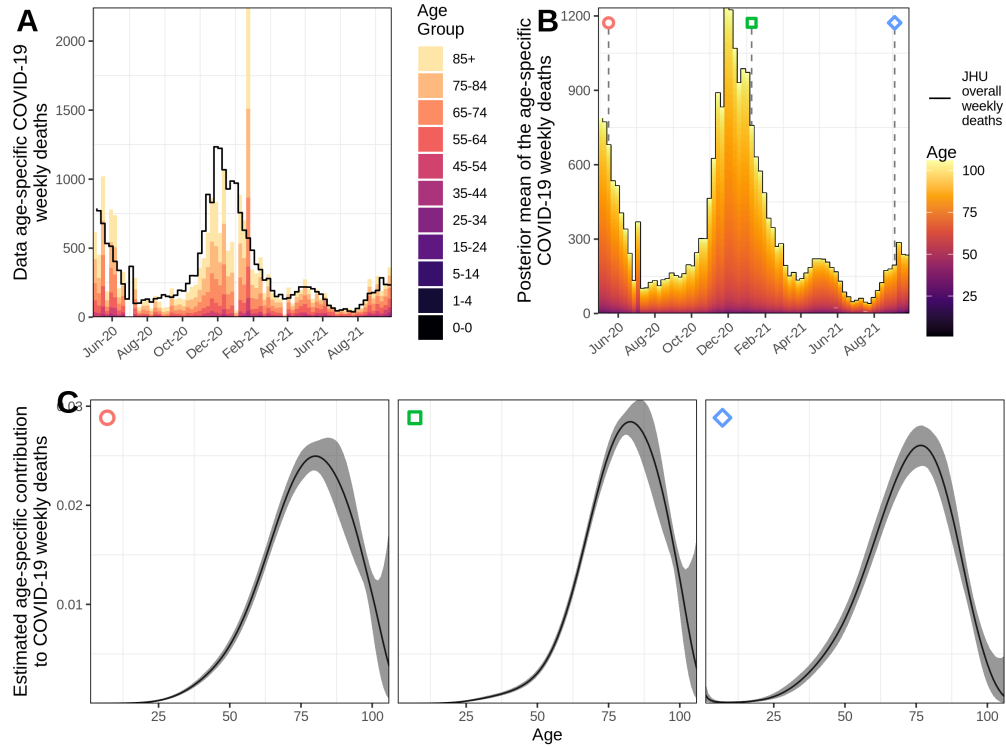 A
Data age-specific COVID-19
weekly deaths
2000
1500
1000
500
0
Jun-20
Aug-20
Oct-20
Dec-20
Feb-21
Apr-21
Jun-21
Aug-21
Age
Group
85+
75-84
65-74
55-64
45-54
35-44
25-34
15-24
5-14
1-4
0-0
B
Posterior mean of the age-specific
COVID-19 weekly deaths
1200
900
600
300
0
Jun-20
Aug-20
Oct-20
Dec-20
Feb-21
Apr-21
Jun-21
Aug-21
JHU
overall
weekly
deaths
Age
100
75
50
25
C
Estimated age-specific contribution
to COVID-19 weekly deaths
0.03
0.02
0.01
25
50
75
100
25
50
75
100
25
50
75
100
Age